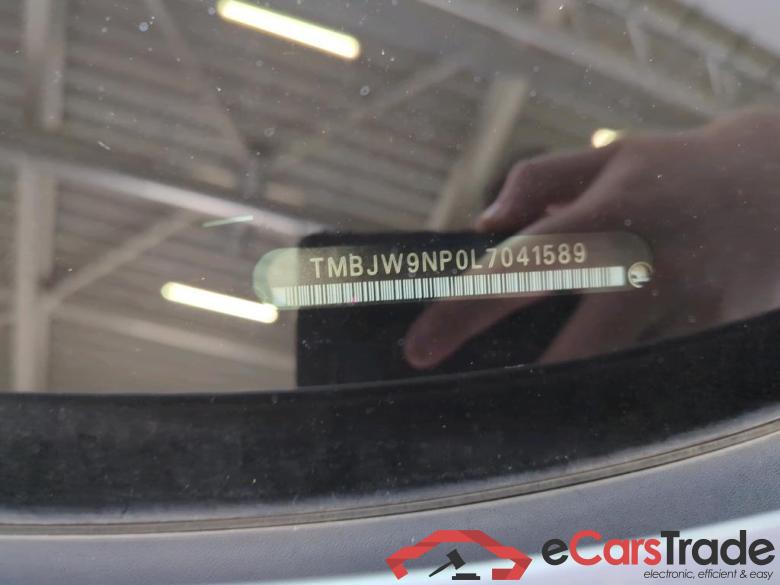 TMBJW9NP0L7041589
eCarsTrade
electronic, efficient & easy